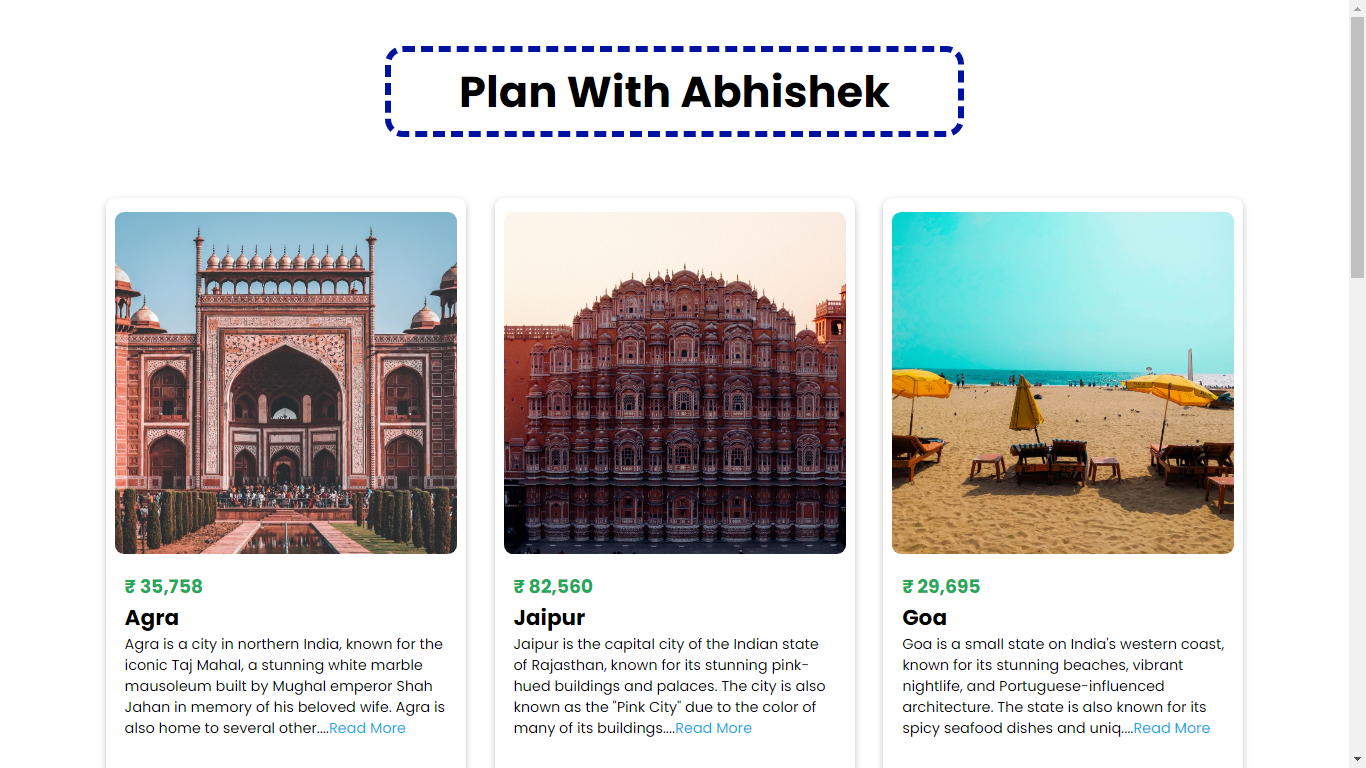 Plan With Abhishek
₹ 35,758
Agra
Agra is a city in northern India, known for the
iconic Taj Mahal, a stunning white marble
mausoleum built by Mughal emperor Shah
Jahan in memory of his beloved wife. Agra is
also home to several other....Read More
₹ 82,560
Jaipur
Jaipur is the capital city of the Indian state
of Rajasthan, known for its stunning pink-
hued buildings and palaces. The city is also
known as the "Pink City" due to the color of
many of its buildings....Read More
₹ 29,695
Goa
Goa is a small state on India's western coast,
known for its stunning beaches, vibrant
nightlife, and Portuguese-influenced
architecture. The state is also known for its
spicy seafood dishes and uniq....Read More